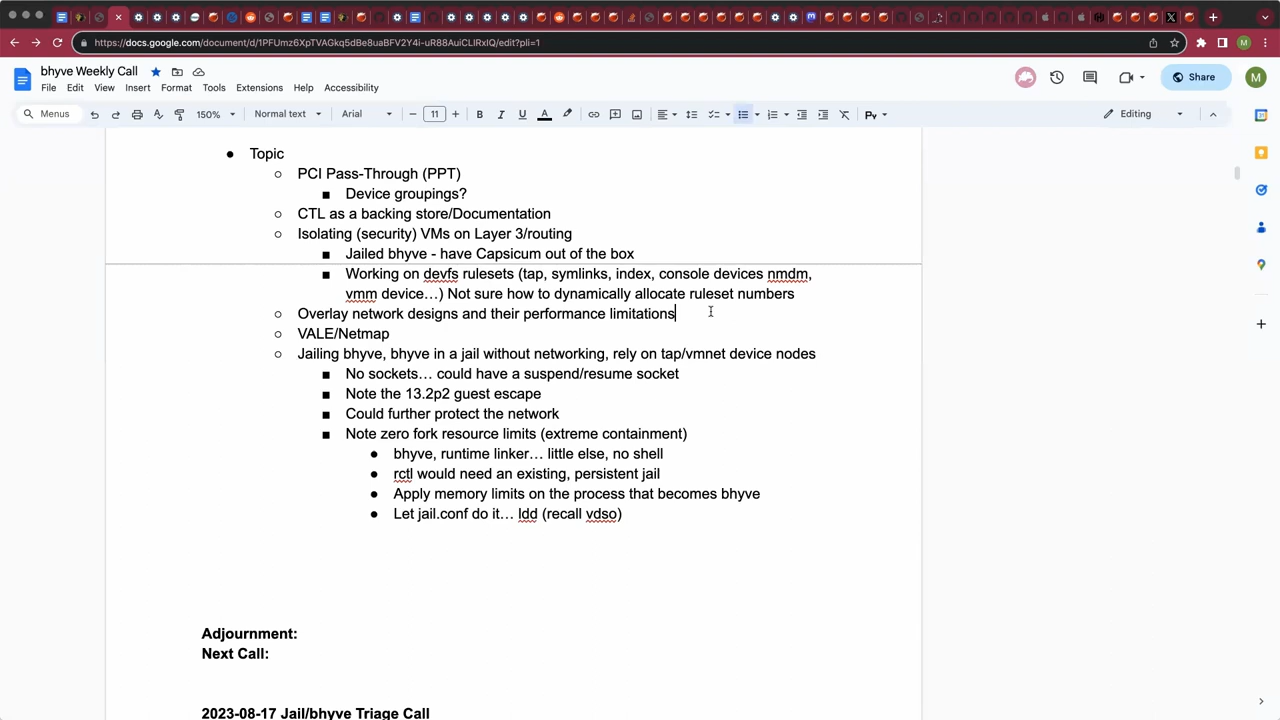 https://docs.google.com/document/d/1PFUmz6XpTVAGkq5dBe8uaBFV2Y4i-uR88AuiCLIRxIQ/edit?pli=1
M
bhyve Weekly Call
File Edit View Insert Format Tools Extensions Help Accessibility
Share
M
Menus
150%
Normal text
Arial
11
B I U A
Editing
● Topic
○ PCI Pass-Through (PPT)
■ Device groupings?
○ CTL as a backing store/Documentation
○ Isolating (security) VMs on Layer 3/routing
■ Jailed bhyve - have Capsicum out of the box
■ Working on devfs rulesets (tap, symlinks, index, console devices nmdm,
vmm device…) Not sure how to dynamically allocate ruleset numbers
○ Overlay network designs and their performance limitations
○ VALE/Netmap
○ Jailing bhyve, bhyve in a jail without networking, rely on tap/vmnet device nodes
■ No sockets… could have a suspend/resume socket
■ Note the 13.2p2 guest escape
■ Could further protect the network
■ Note zero fork resource limits (extreme containment)
● bhyve, runtime linker… little else, no shell
● rctl would need an existing, persistent jail
● Apply memory limits on the process that becomes bhyve
● Let jail.conf do it… ldd (recall vdso)
Adjournment:
Next Call:
2023-08-17 Jail/bhyve Triage Call